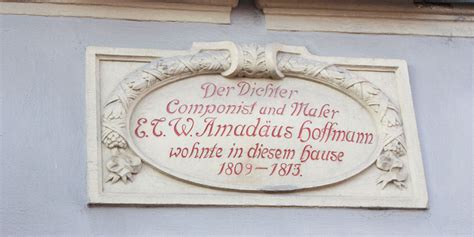 Der Dichter
Componist und Maler
E.T.W. Amadäus Hoffmann
wohnte in diesem Hause
1809–1813.